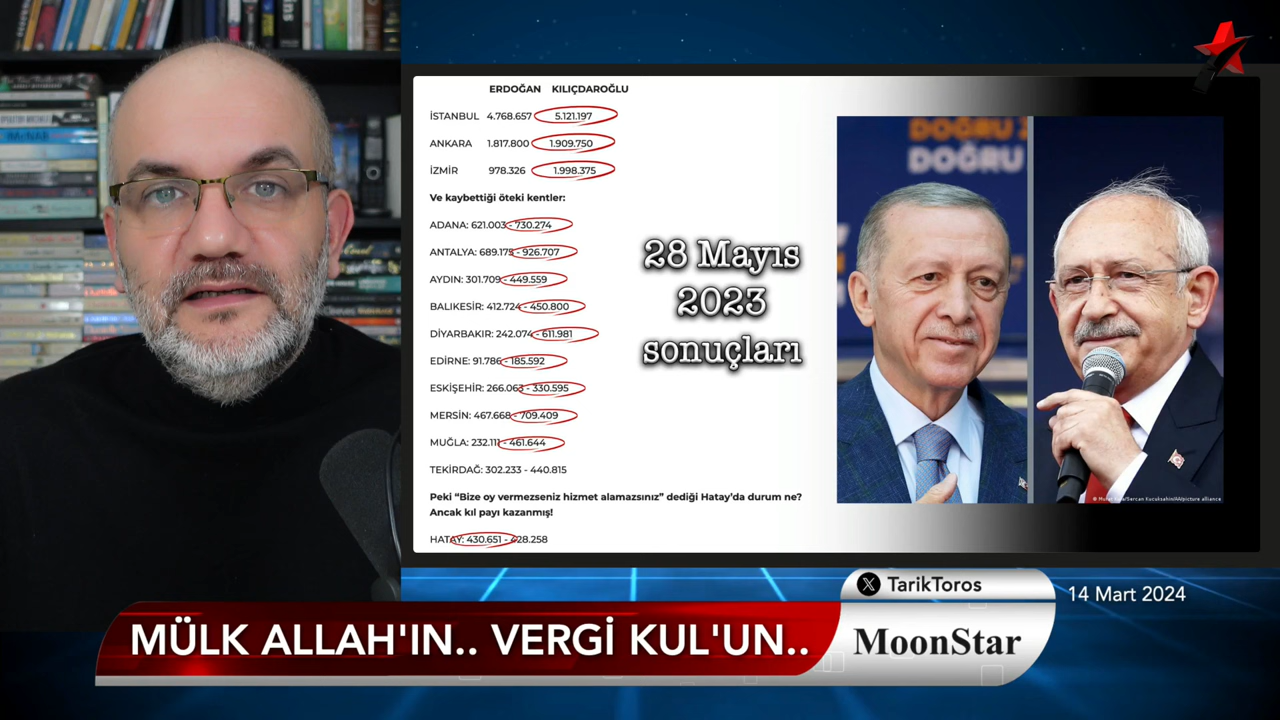 ERDOĞAN KILIÇDAROĞLU
İSTANBUL 4.768.657 5.121.197
ANKARA 1.817.800 1.909.750
İZMİR 978.326 1.998.375
Ve kaybettiği öteki kentler:
ADANA: 621.003 - 730.274
ANTALYA: 689.175 - 926.707
AYDIN: 301.709 - 449.559
BALIKESİR: 412.724 - 450.800
DİYARBAKIR: 242.074 - 611.981
EDİRNE: 91.786 - 185.592
ESKİŞEHİR: 266.063 - 330.595
MERSİN: 467.668 - 709.409
MUĞLA: 232.111 - 461.644
TEKİRDAĞ: 302.233 - 440.815
Peki “Bize oy vermezseniz hizmet alamazsınız” dediği Hatay’da durum ne?
Ancak kıl payı kazanmış!
HATAY: 430.651 - 428.258
28 Mayıs
2023
sonuçları
DOĞRU
DOĞRU
TarikToros
14 Mart 2024
MÜLK ALLAH'IN.. VERGİ KUL'UN..
MoonStar